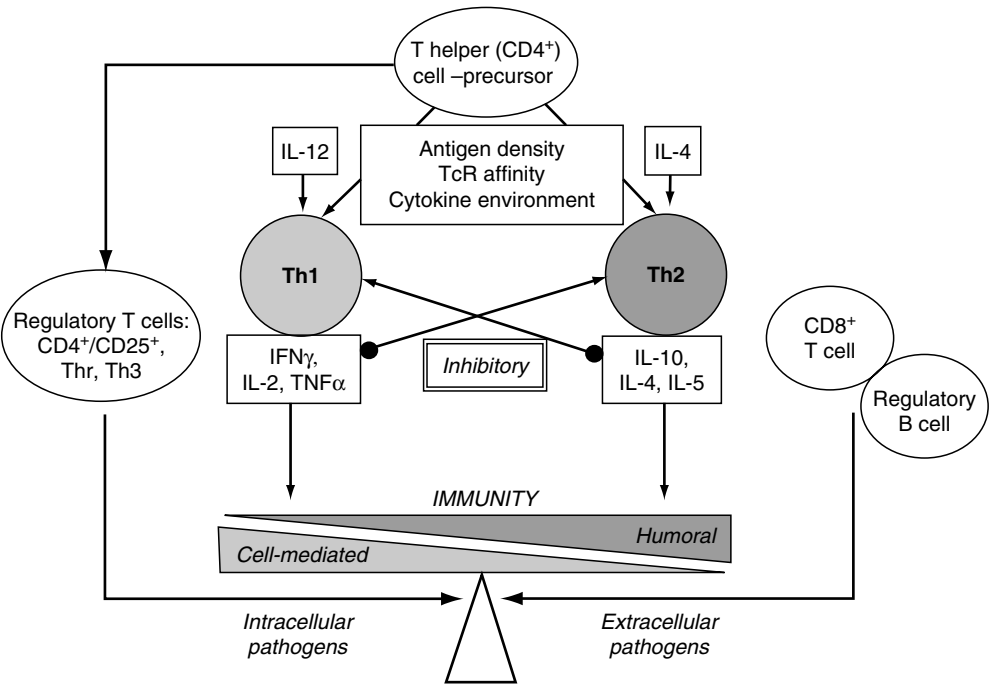 T helper (CD4⁺)
cell –precursor
IL-12
Antigen density
TcR affinity
Cytokine environment
IL-4
Th1
Th2
Regulatory T cells:
CD4⁺/CD25⁺,
Thr, Th3
IFNγ,
IL-2, TNFα
Inhibitory
IL-10,
IL-4, IL-5
CD8⁺
T cell
Regulatory
B cell
IMMUNITY
Humoral
Cell-mediated
Intracellular
pathogens
Extracellular
pathogens